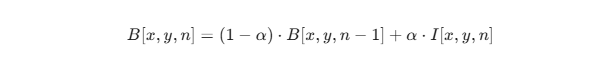 B[x, y, n] = (1 − α) · B[x, y, n − 1] + α · I[x, y, n]